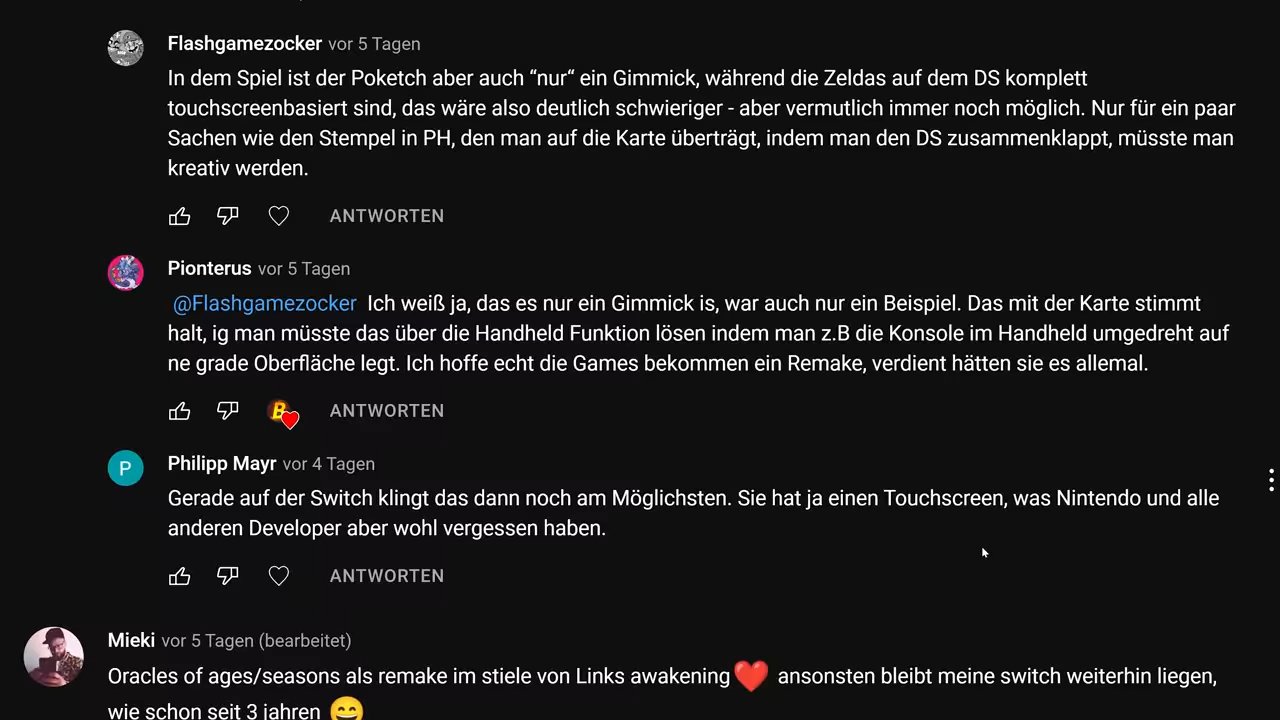 Flashgamezocker vor 5 Tagen
In dem Spiel ist der Poketch aber auch “nur“ ein Gimmick, während die Zeldas auf dem DS komplett
touchscreenbasiert sind, das wäre also deutlich schwieriger - aber vermutlich immer noch möglich. Nur für ein paar
Sachen wie den Stempel in PH, den man auf die Karte überträgt, indem man den DS zusammenklappt, müsste man
kreativ werden.
ANTWORTEN
Pionterus vor 5 Tagen
@Flashgamezocker Ich weiß ja, das es nur ein Gimmick is, war auch nur ein Beispiel. Das mit der Karte stimmt
halt, ig man müsste das über die Handheld Funktion lösen indem man z.B die Konsole im Handheld umgedreht auf
ne grade Oberfläche legt. Ich hoffe echt die Games bekommen ein Remake, verdient hätten sie es allemal.
B ANTWORTEN
P Philipp Mayr vor 4 Tagen
Gerade auf der Switch klingt das dann noch am Möglichsten. Sie hat ja einen Touchscreen, was Nintendo und alle
anderen Developer aber wohl vergessen haben.
ANTWORTEN
Mieki vor 5 Tagen (bearbeitet)
Oracles of ages/seasons als remake im stiele von Links awakening ❤️ ansonsten bleibt meine switch weiterhin liegen,
wie schon seit 3 jahren 😄